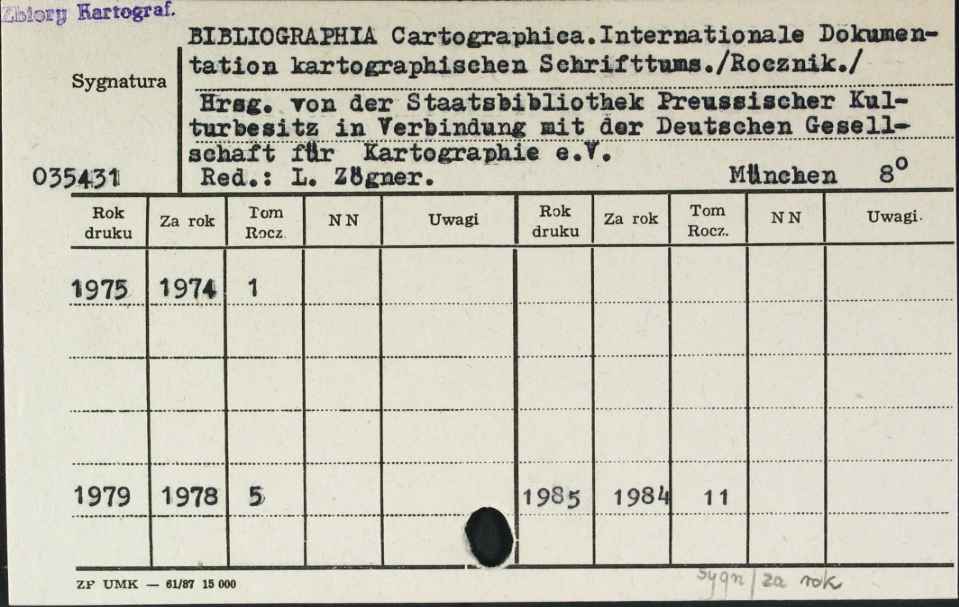 Zbiory Kartograf.
BIBLIOGRAPHIA Cartographica.Internationale Dokumen-
tation kartographischen Schrifttums./Rocznik./
Sygnatura
Hrsg. von der Staatsbibliothek Preussischer Kul-
turbesitz in Verbindung mit der Deutschen Gesell-
schaft für Kartographie e.V.
035431 Red.: L. Zögner. München 8⁰
Rok druku Za rok Tom Rocz. N N Uwagi Rok druku Za rok Tom Rocz. N N Uwagi
1975 1974 1
1979 1978 5 1985 1984 11
ZF UMK — 61/87 15 000
sygn/za rok